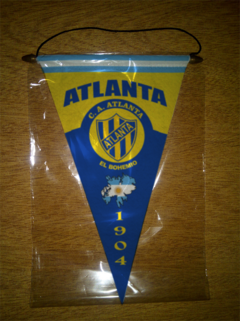 ATLANTA
C. A. ATLANTA
ATLANTA
EL BOHEMIO
1904